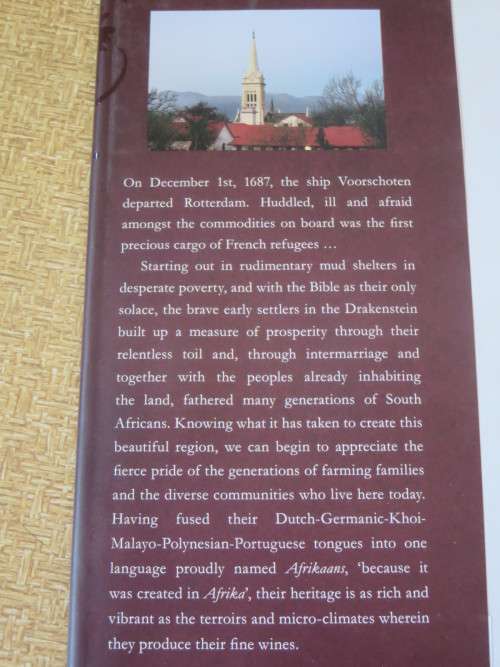 On December 1st, 1687, the ship Voorschoten
departed Rotterdam. Huddled, ill and afraid
amongst the commodities on board was the first
precious cargo of French refugees …
Starting out in rudimentary mud shelters in
desperate poverty, and with the Bible as their only
solace, the brave early settlers in the Drakenstein
built up a measure of prosperity through their
relentless toil and, through intermarriage and
together with the peoples already inhabiting
the land, fathered many generations of South
Africans. Knowing what it has taken to create this
beautiful region, we can begin to appreciate the
fierce pride of the generations of farming families
and the diverse communities who live here today.
Having fused their Dutch-Germanic-Khoi-
Malayo-Polynesian-Portuguese tongues into one
language proudly named Afrikaans, ‘because it
was created in Afrika’, their heritage is as rich and
vibrant as the terroirs and micro-climates wherein
they produce their fine wines.